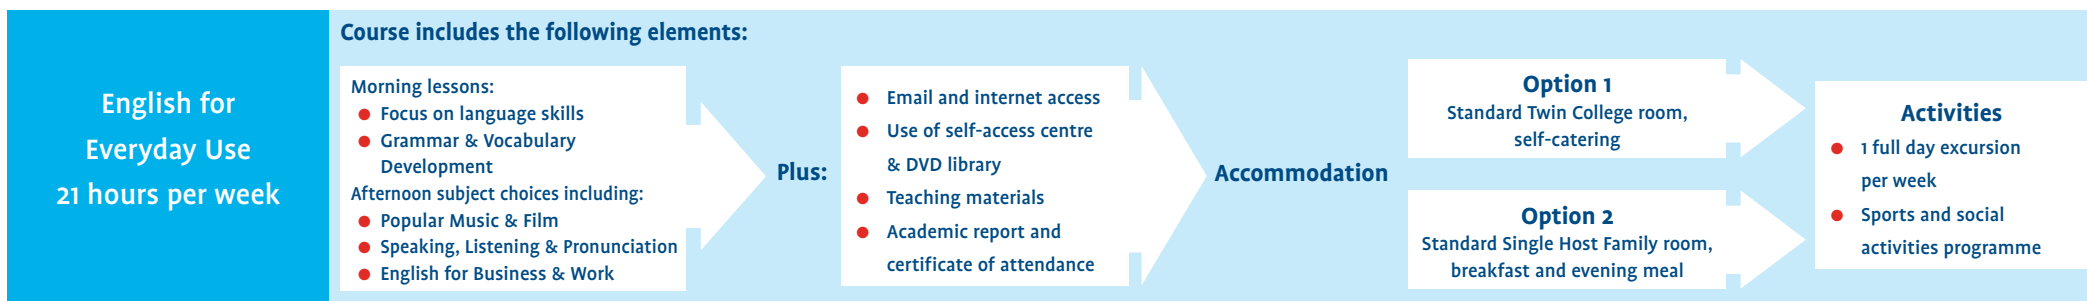 English for
Everyday Use
21 hours per week
Course includes the following elements:
Morning lessons:
● Focus on language skills
● Grammar & Vocabulary
Development
Afternoon subject choices including:
● Popular Music & Film
● Speaking, Listening & Pronunciation
● English for Business & Work
Plus:
● Email and internet access
● Use of self-access centre
& DVD library
● Teaching materials
● Academic report and
certificate of attendance
Accommodation
Option 1
Standard Twin College room,
self-catering
Option 2
Standard Single Host Family room,
breakfast and evening meal
Activities
● 1 full day excursion
per week
● Sports and social
activities programme